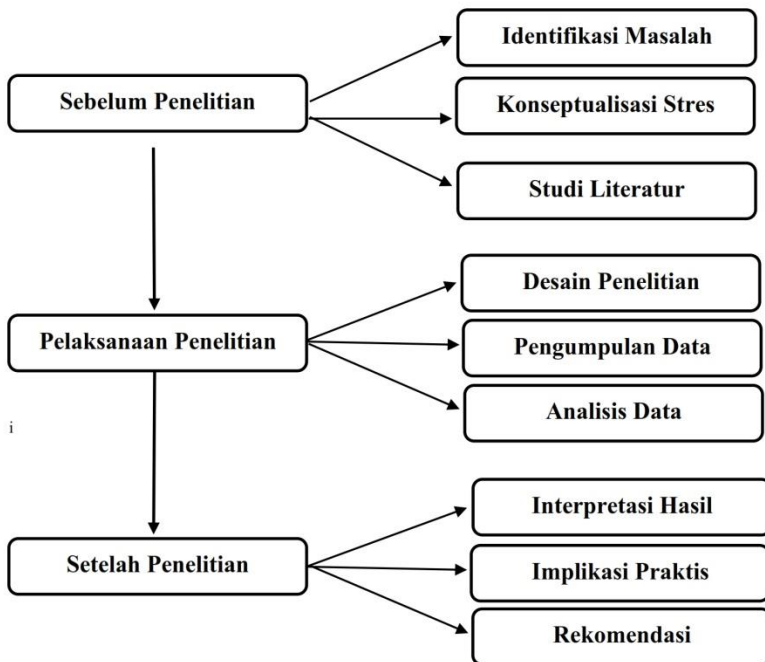 Identifikasi Masalah
Sebelum Penelitian
Konseptualisasi Stres
Studi Literatur
Desain Penelitian
Pelaksanaan Penelitian
Pengumpulan Data
Analisis Data
i
Interpretasi Hasil
Setelah Penelitian
Implikasi Praktis
Rekomendasi